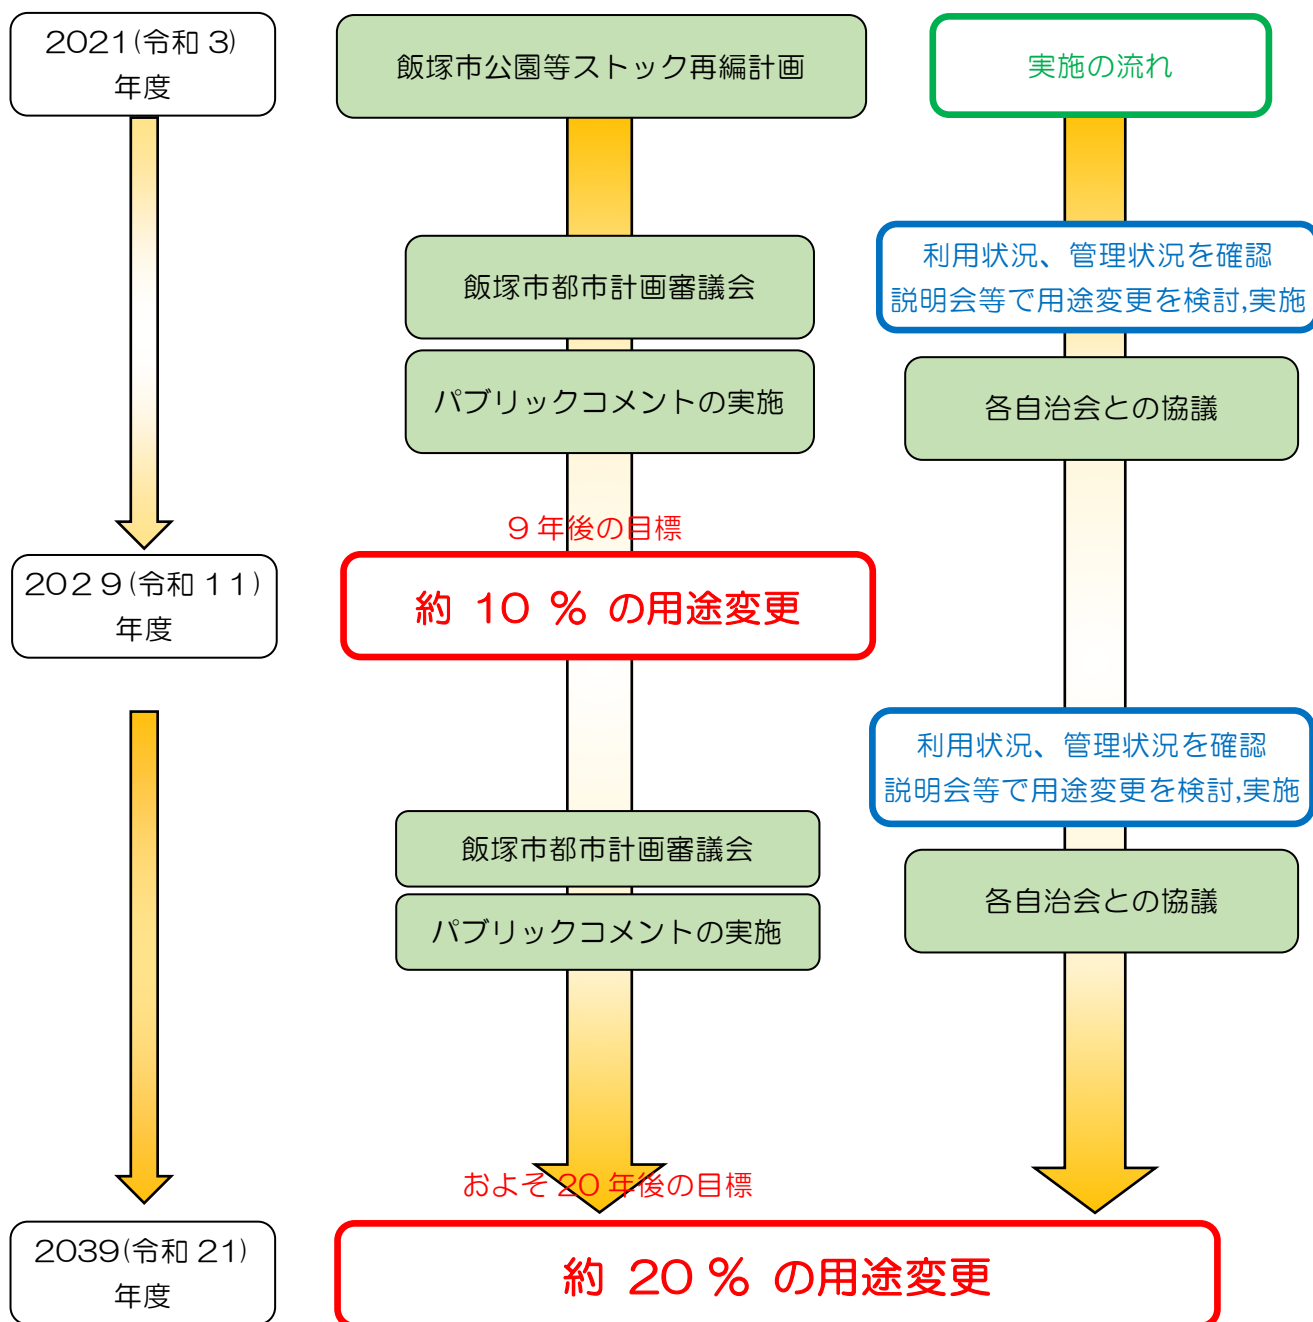 2021(令和 3)
年度
飯塚市公園等ストック再編計画
実施の流れ
利用状況、管理状況を確認
説明会等で用途変更を検討,実施
飯塚市都市計画審議会
パブリックコメントの実施
各自治会との協議
9 年後の目標
202９(令和 1１)
年度
約 10 % の用途変更
利用状況、管理状況を確認
説明会等で用途変更を検討,実施
飯塚市都市計画審議会
パブリックコメントの実施
各自治会との協議
およそ 20 年後の目標
2039(令和 21)
年度
約 20 % の用途変更